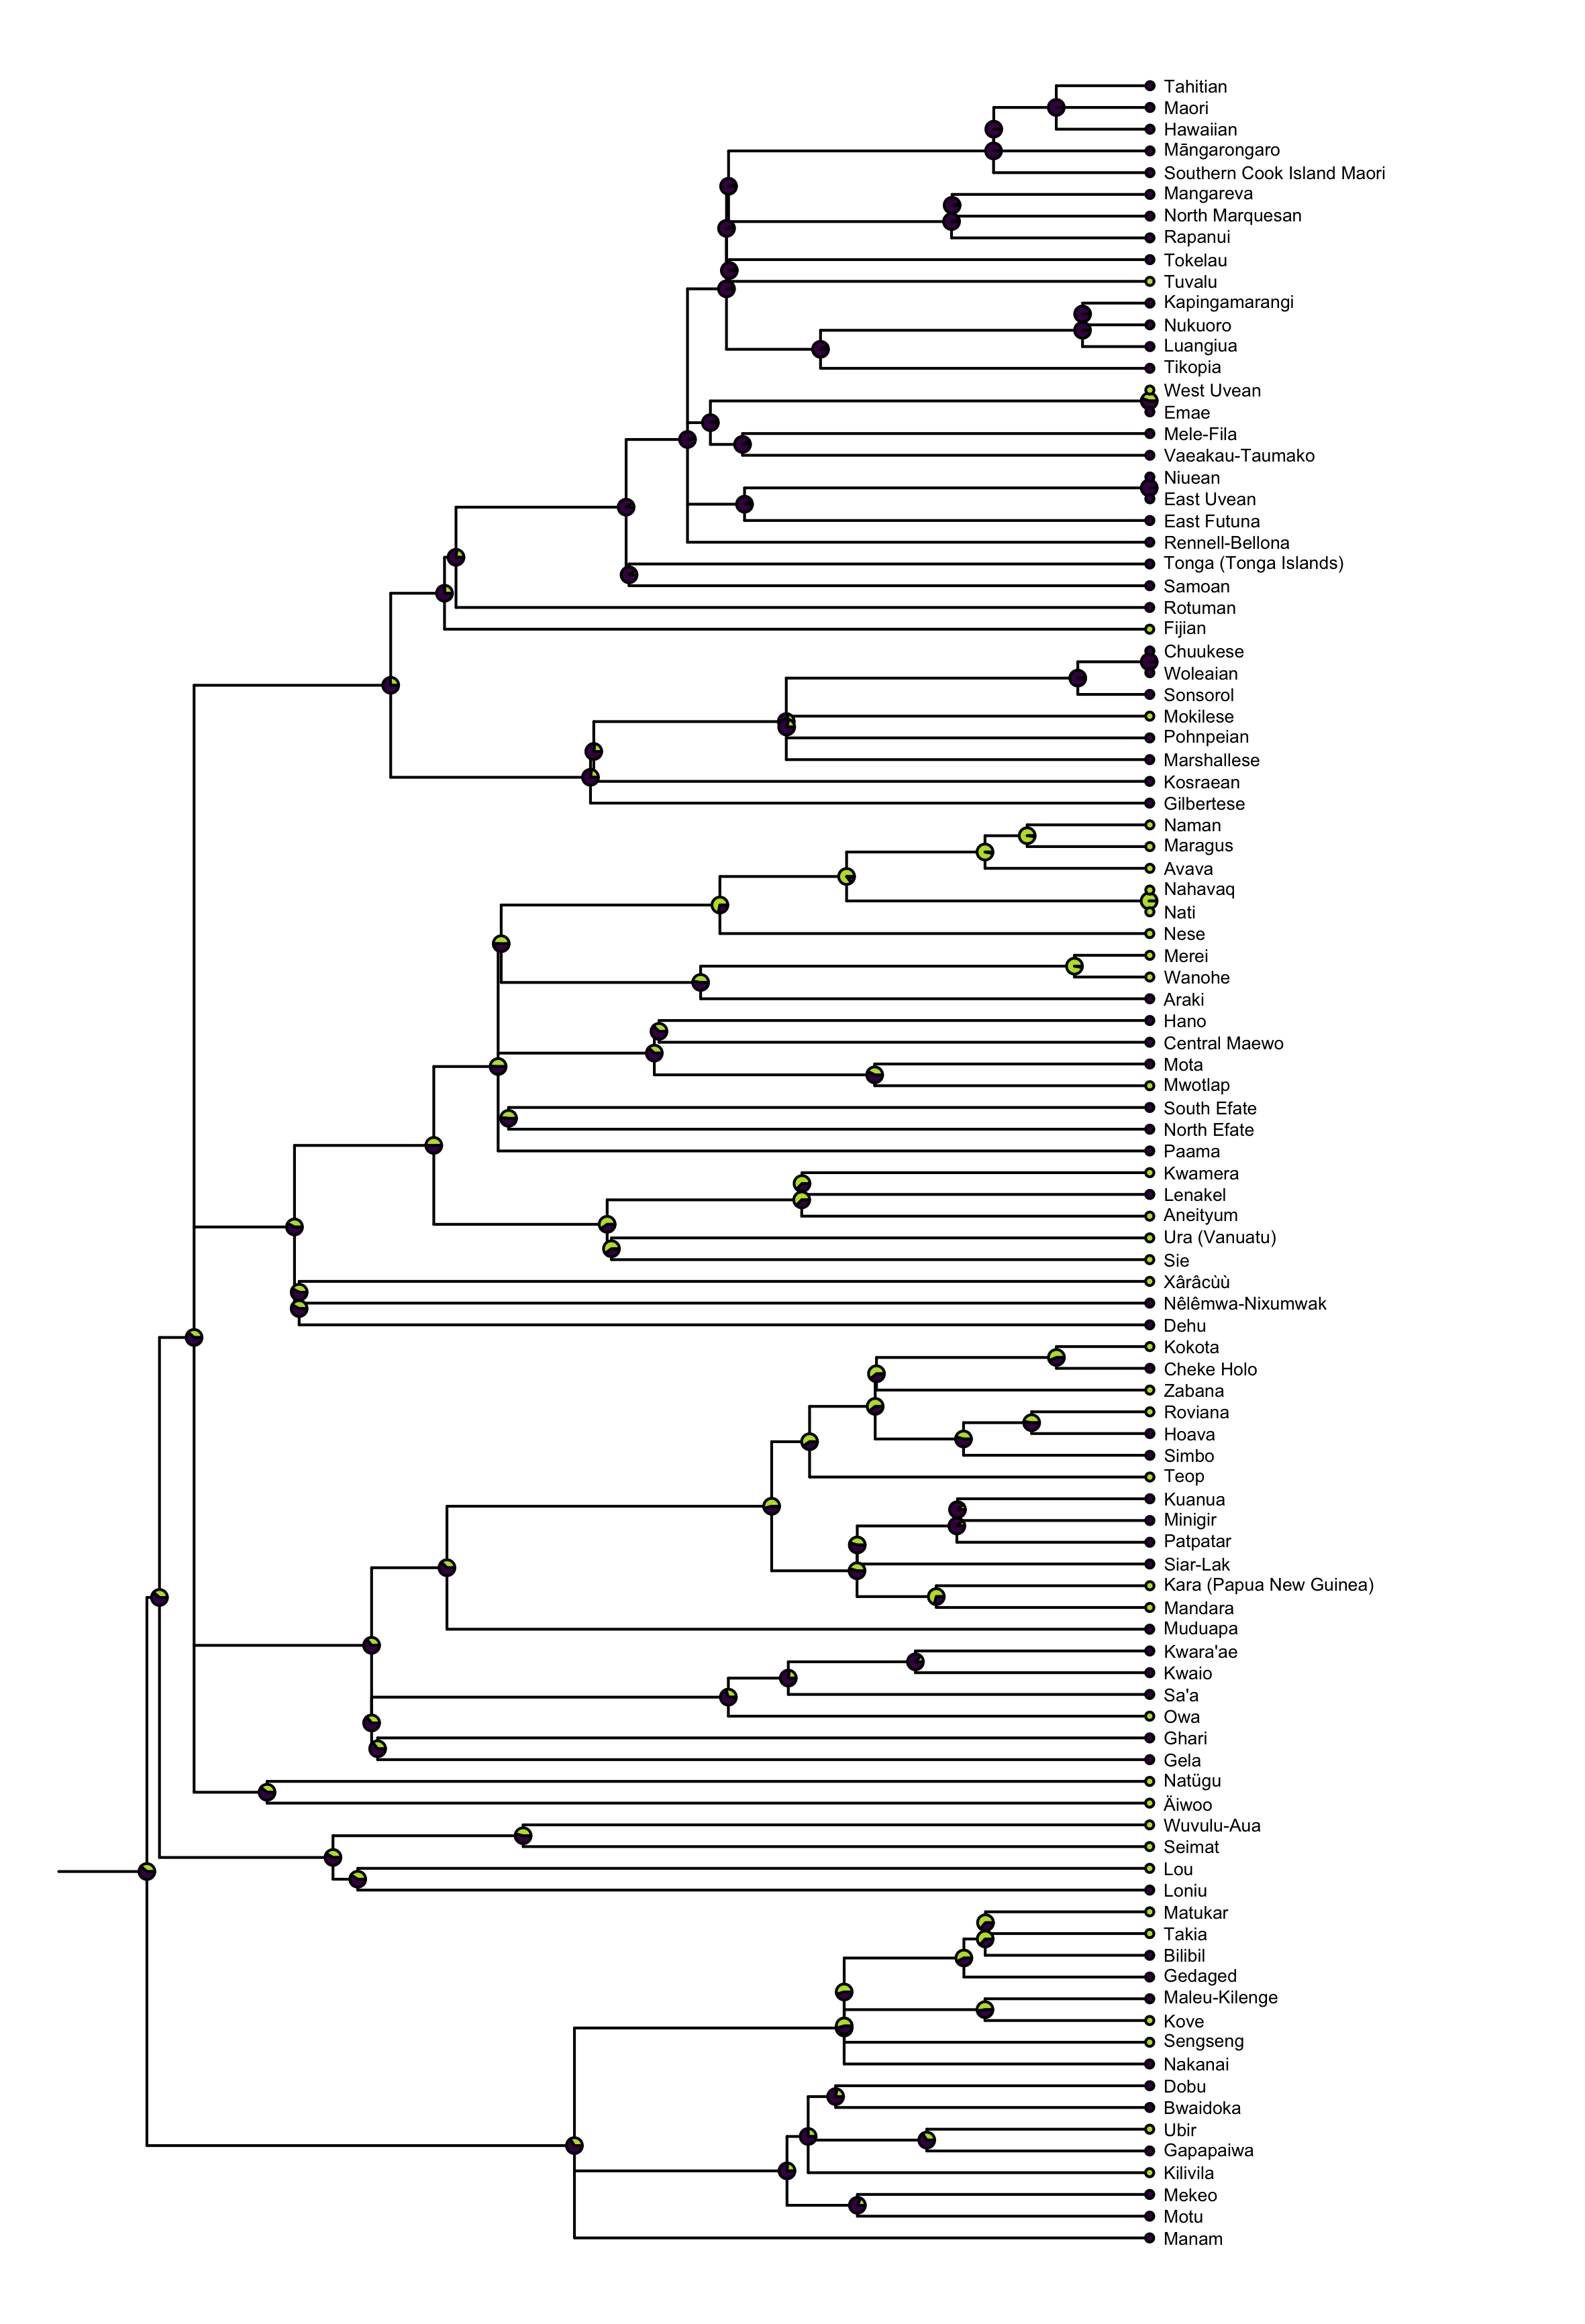 Tahitian
Maori
Hawaiian
Māngarongaro
Southern Cook Island Maori
Mangareva
North Marquesan
Rapanui
Tokelau
Tuvalu
Kapingamarangi
Nukuoro
Luangiua
Tikopia
West Uvean
Emae
Mele-Fila
Vaeakau-Taumako
Niuean
East Uvean
East Futuna
Rennell-Bellona
Tonga (Tonga Islands)
Samoan
Rotuman
Fijian
Chuukese
Woleaian
Sonsorol
Mokilese
Pohnpeian
Marshallese
Kosraean
Gilbertese
Naman
Maragus
Avava
Nahavaq
Nati
Nese
Merei
Wanohe
Araki
Hano
Central Maewo
Mota
Mwotlap
South Efate
North Efate
Paama
Kwamera
Lenakel
Aneityum
Ura (Vanuatu)
Sie
Xârâcùù
Nêlêmwa-Nixumwak
Dehu
Kokota
Cheke Holo
Zabana
Roviana
Hoava
Simbo
Teop
Kuanua
Minigir
Patpatar
Siar-Lak
Kara (Papua New Guinea)
Mandara
Muduapa
Kwara'ae
Kwaio
Sa'a
Owa
Ghari
Gela
Natügu
Äiwoo
Wuvulu-Aua
Seimat
Lou
Loniu
Matukar
Takia
Bilibil
Gedaged
Maleu-Kilenge
Kove
Sengseng
Nakanai
Dobu
Bwaidoka
Ubir
Gapapaiwa
Kilivila
Mekeo
Motu
Manam